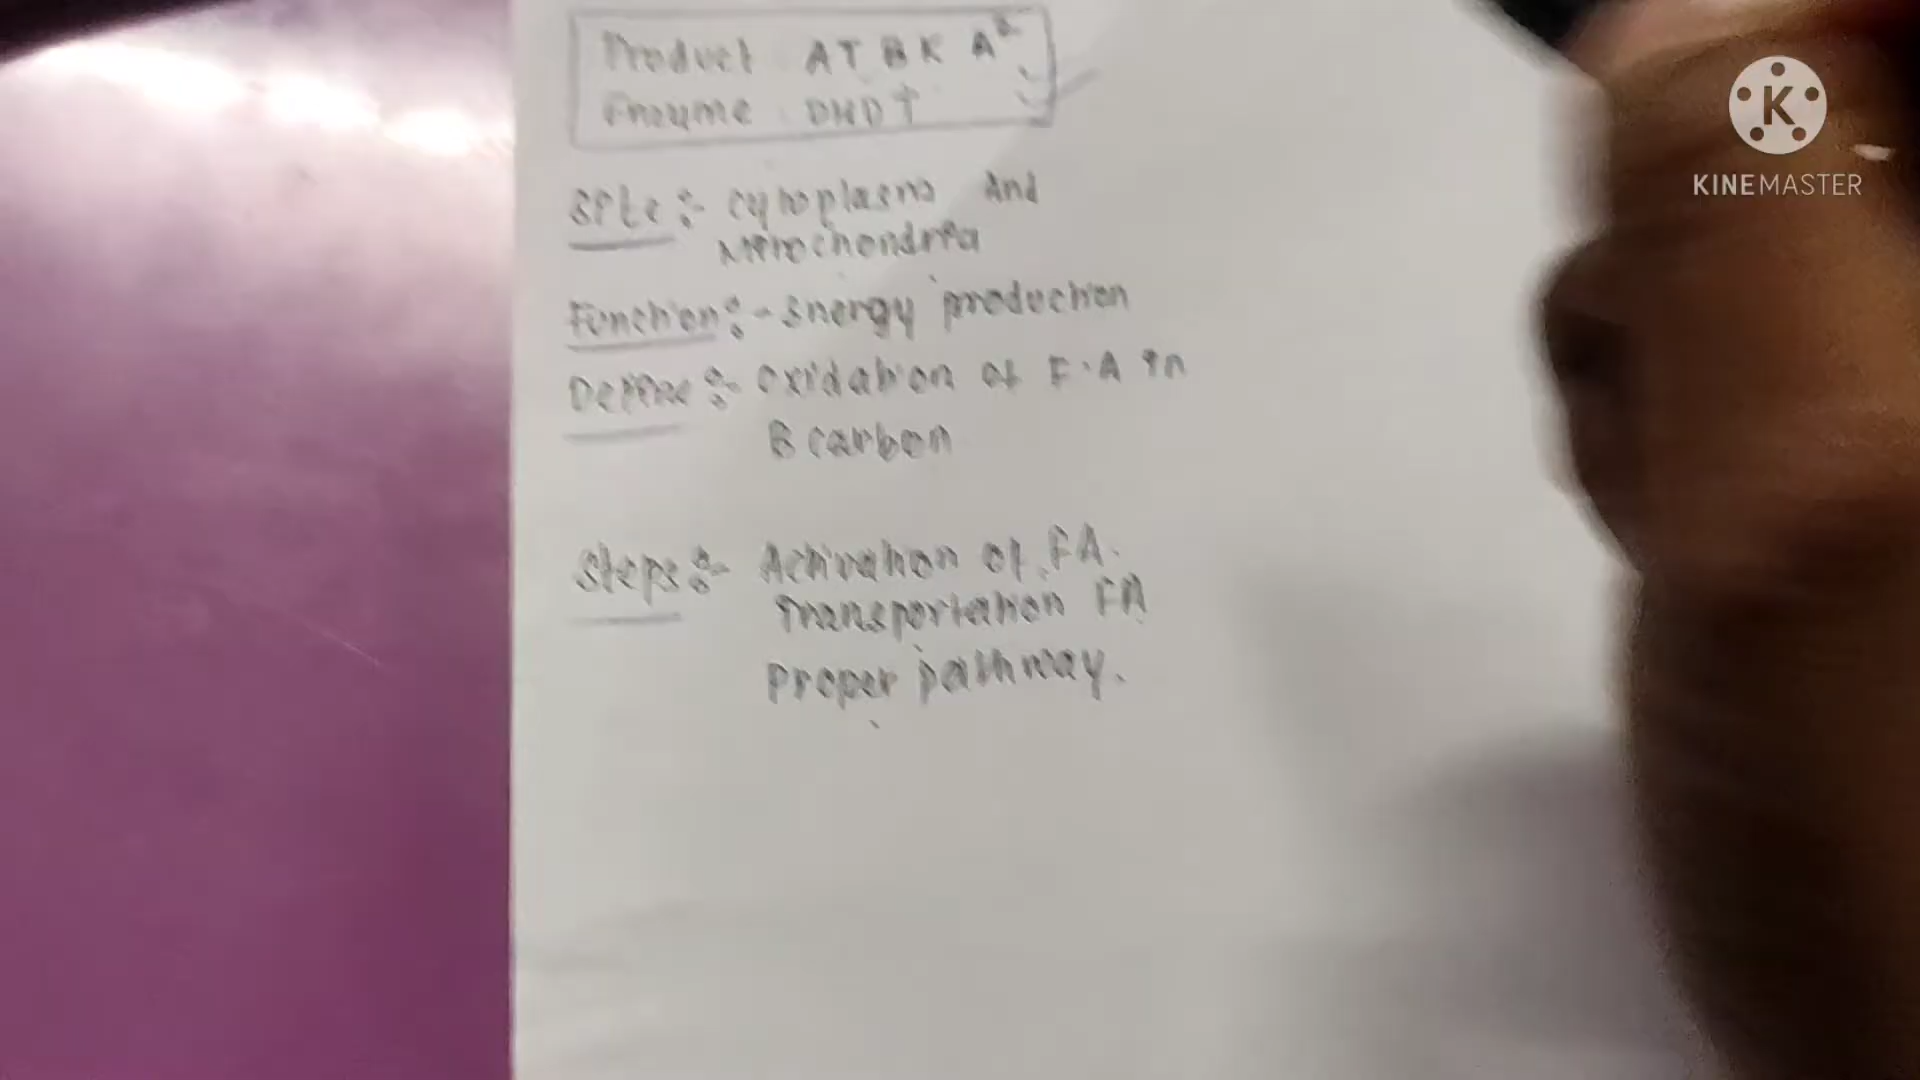 Product ATBK A²
Enzyme : DHDT
Site :- cytoplasm And
Mitochondria
Function :- Energy production
Define :- Oxidation of F.A in
B carbon
Steps :- Activation of FA.
Transportation FA
Proper pathway.
KINEMASTER